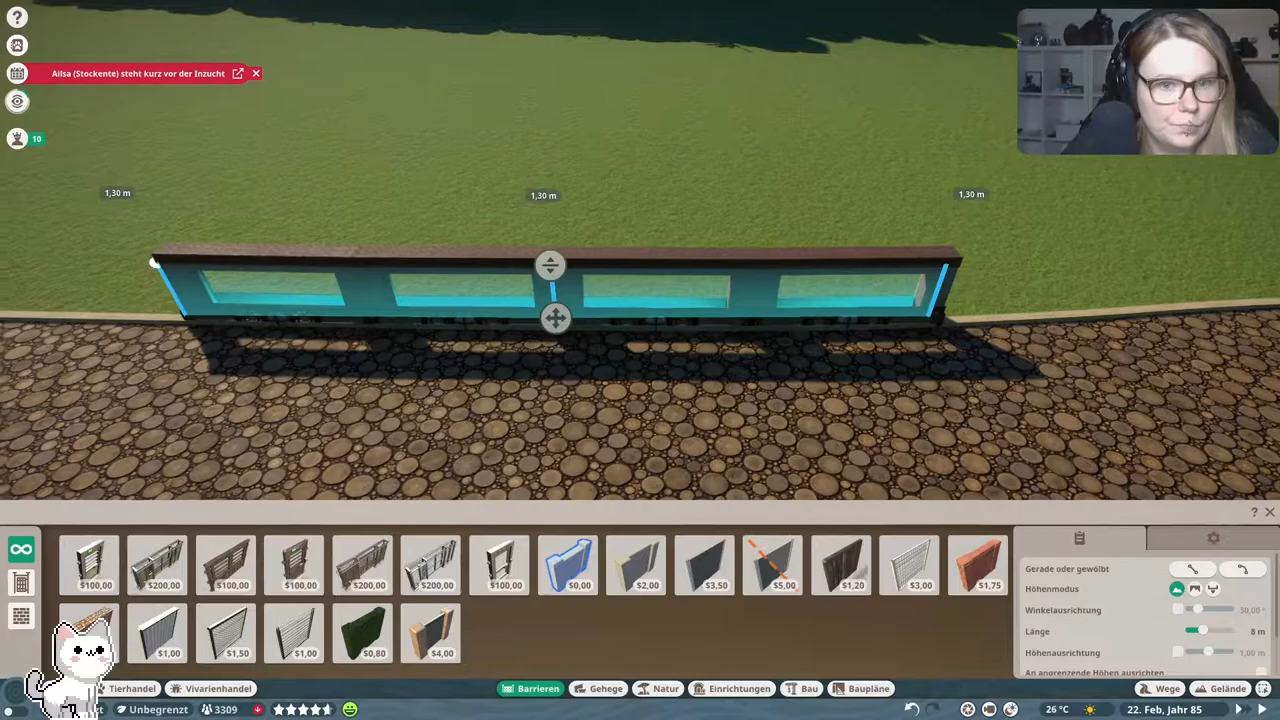 ?
Ailsa (Stockente) steht kurz vor der Inzucht
10
1,30 m
1,30 m
1,30 m
?
$100,00
$200,00
$100,00
$100,00
$200,00
$200,00
$100,00
$0,00
$2,00
$3,50
$5,00
$1,20
$3,00
$1,75
$1,00
$1,50
$1,00
$0,80
$4,00
Gerade oder gewölbt
Höhenmodus
Winkelausrichtung
30,00°
Länge
8 m
Höhenausrichtung
1,00 m
An angrenzende Höhen ausrichten
Tierhandel
Vivarienhandel
Barrieren
Gehege
Natur
Einrichtungen
Bau
Baupläne
Wege
Gelände
Unbegrenzt
3309
26 °C
22. Feb, Jahr 85